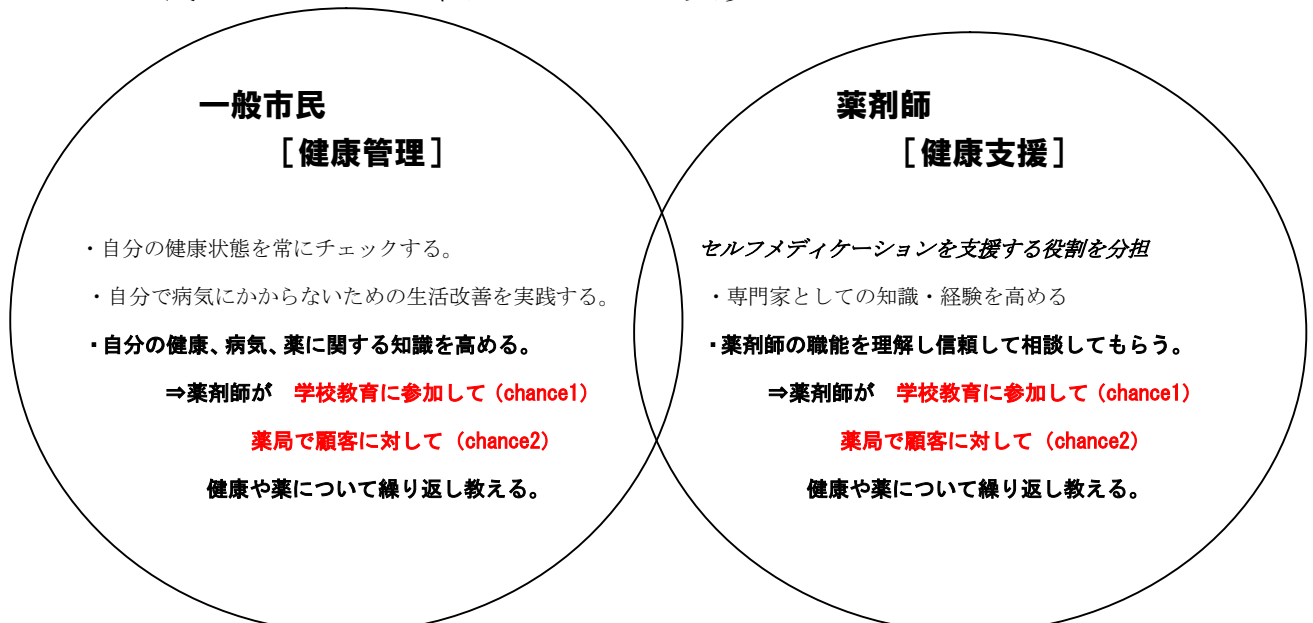 一般市民
［健康管理］
・自分の健康状態を常にチェックする。
・自分で病気にかからないための生活改善を実践する。
・自分の健康、病気、薬に関する知識を高める。
⇒薬剤師が　学校教育に参加して（chance1）
薬局で顧客に対して（chance2）
健康や薬について繰り返し教える。
薬剤師
［健康支援］
セルフメディケーションを支援する役割を分担
・専門家としての知識・経験を高める
・薬剤師の職能を理解し信頼して相談してもらう。
⇒薬剤師が　学校教育に参加して（chance1）
薬局で顧客に対して（chance2）
健康や薬について繰り返し教える。